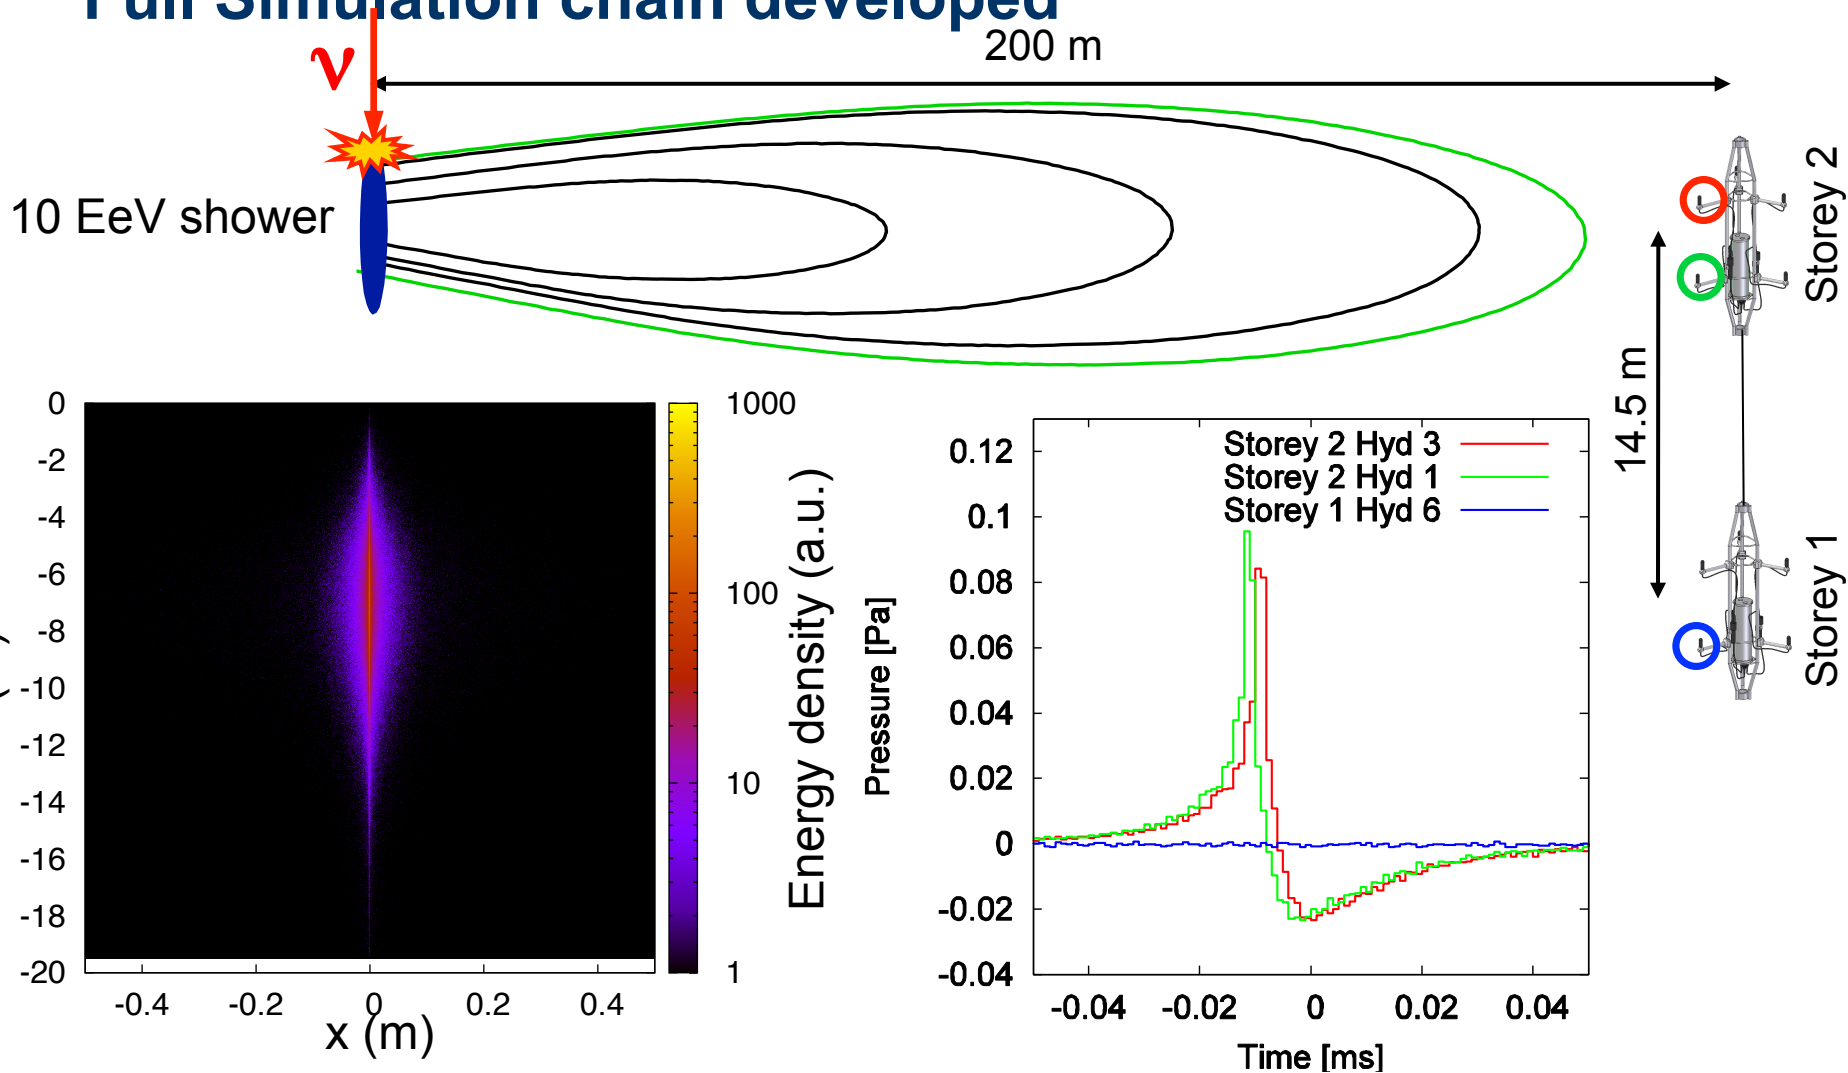 Full Simulation chain developed
200 m
ν
10 EeV shower
Storey 2
14.5 m
Storey 1
0
-2
-4
-6
-8
-10
-12
-14
-16
-18
-20
-0.4 -0.2 0 0.2 0.4
x (m)
1000
100
10
1
Energy density (a.u.)
Pressure [Pa]
0.12
0.1
0.08
0.06
0.04
0.02
0
-0.02
-0.04
Storey 2 Hyd 3
Storey 2 Hyd 1
Storey 1 Hyd 6
-0.04 -0.02 0 0.02 0.04
Time [ms]